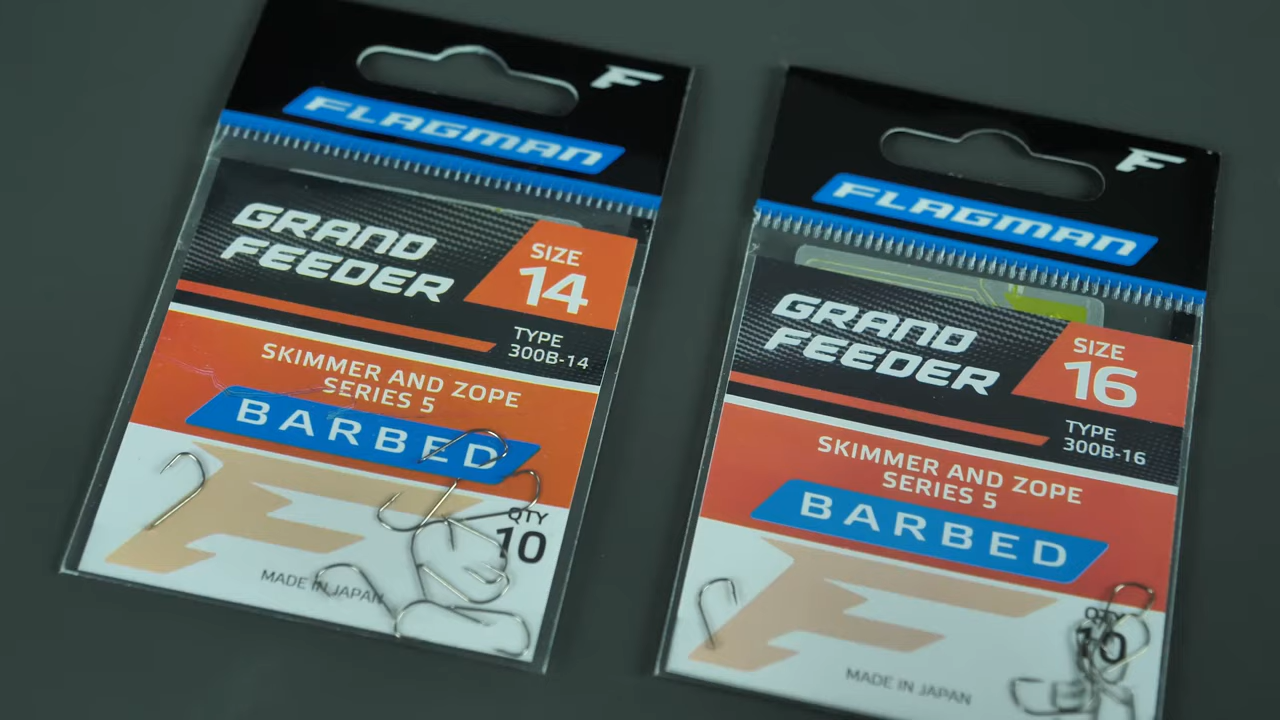 FLAGMAN
GRAND
FEEDER
SIZE
14
TYPE
300B-14
SKIMMER AND ZOPE
SERIES 5
BARBED
QTY
10
MADE IN JAPAN
FLAGMAN
GRAND
FEEDER
SIZE
16
TYPE
300B-16
SKIMMER AND ZOPE
SERIES 5
BARBED
QTY
10
MADE IN JAPAN